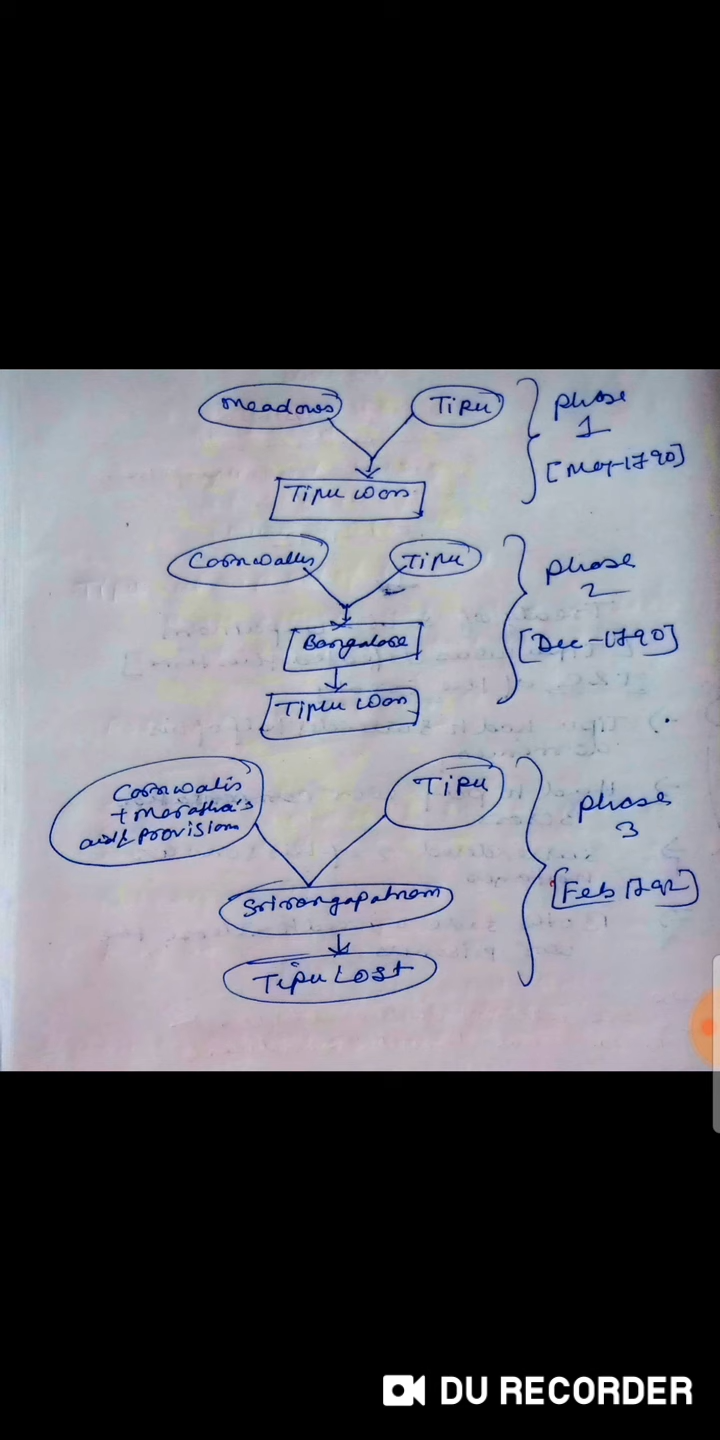 Meadows
Tipu
Phase
1
[May-1790]
Tipu won
Cornwallis
Tipu
Phase
2
[Dec-1790]
Bangalore
Tipu won
Cornwalis
+ Maratha's
aid & provision
Tipu
Phase
3
[Feb 1792]
Srirangapatnam
Tipu Lost
DU RECORDER